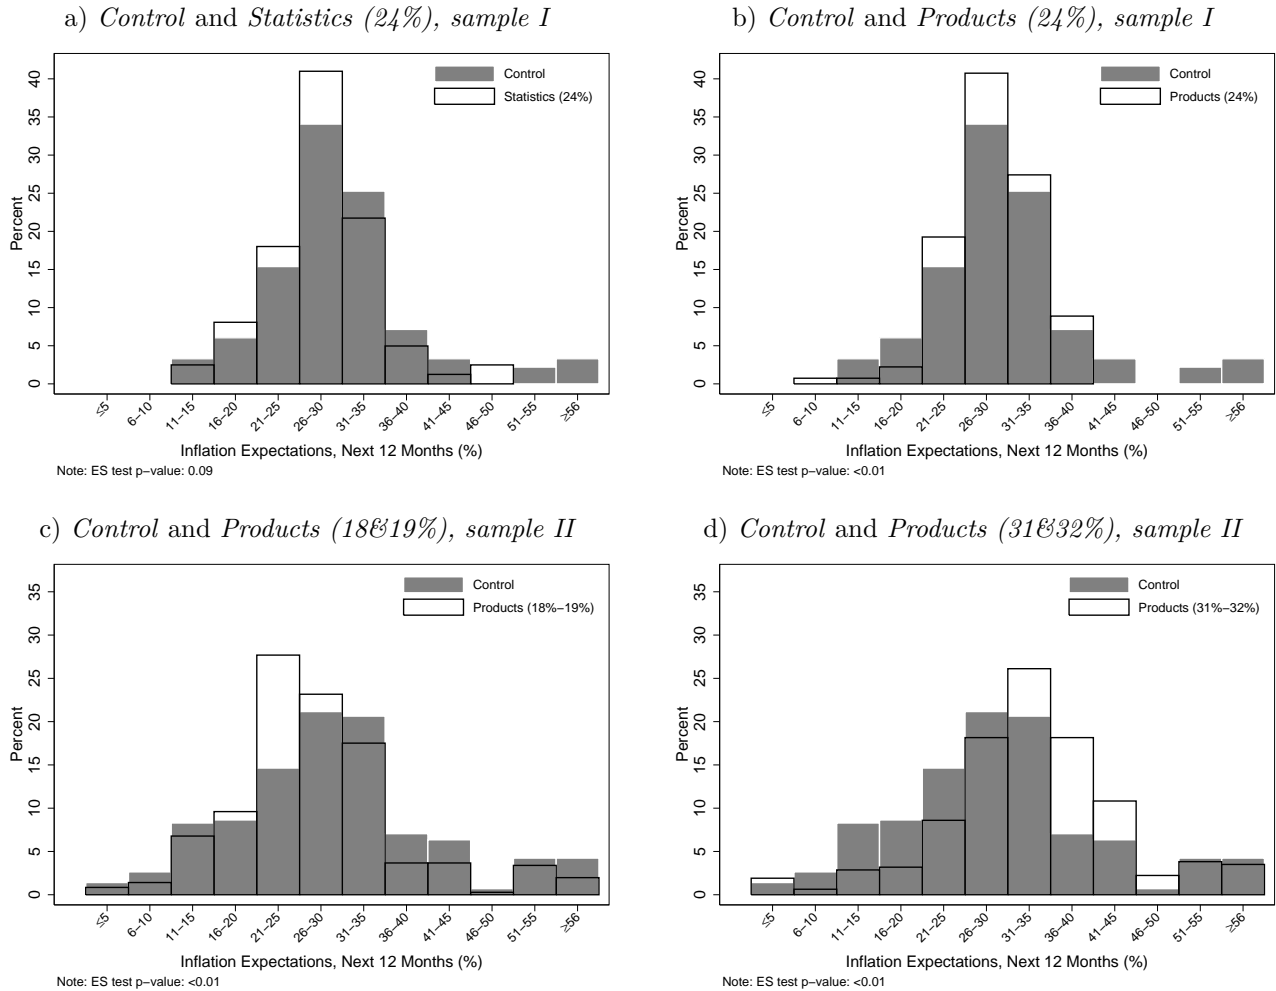 a) Control and Statistics (24%), sample I
Control
Statistics (24%)
Percent
0 5 10 15 20 25 30 35 40
≤5 6−10 11−15 16−20 21−25 26−30 31−35 36−40 41−45 46−50 51−55 ≥56
Inflation Expectations, Next 12 Months (%)
Note: ES test p−value: 0.09
b) Control and Products (24%), sample I
Control
Products (24%)
Percent
0 5 10 15 20 25 30 35 40
≤5 6−10 11−15 16−20 21−25 26−30 31−35 36−40 41−45 46−50 51−55 ≥56
Inflation Expectations, Next 12 Months (%)
Note: ES test p−value: <0.01
c) Control and Products (18&19%), sample II
Control
Products (18%−19%)
Percent
0 5 10 15 20 25 30 35
≤5 6−10 11−15 16−20 21−25 26−30 31−35 36−40 41−45 46−50 51−55 ≥56
Inflation Expectations, Next 12 Months (%)
Note: ES test p−value: <0.01
d) Control and Products (31&32%), sample II
Control
Products (31%−32%)
Percent
0 5 10 15 20 25 30 35
≤5 6−10 11−15 16−20 21−25 26−30 31−35 36−40 41−45 46−50 51−55 ≥56
Inflation Expectations, Next 12 Months (%)
Note: ES test p−value: <0.01